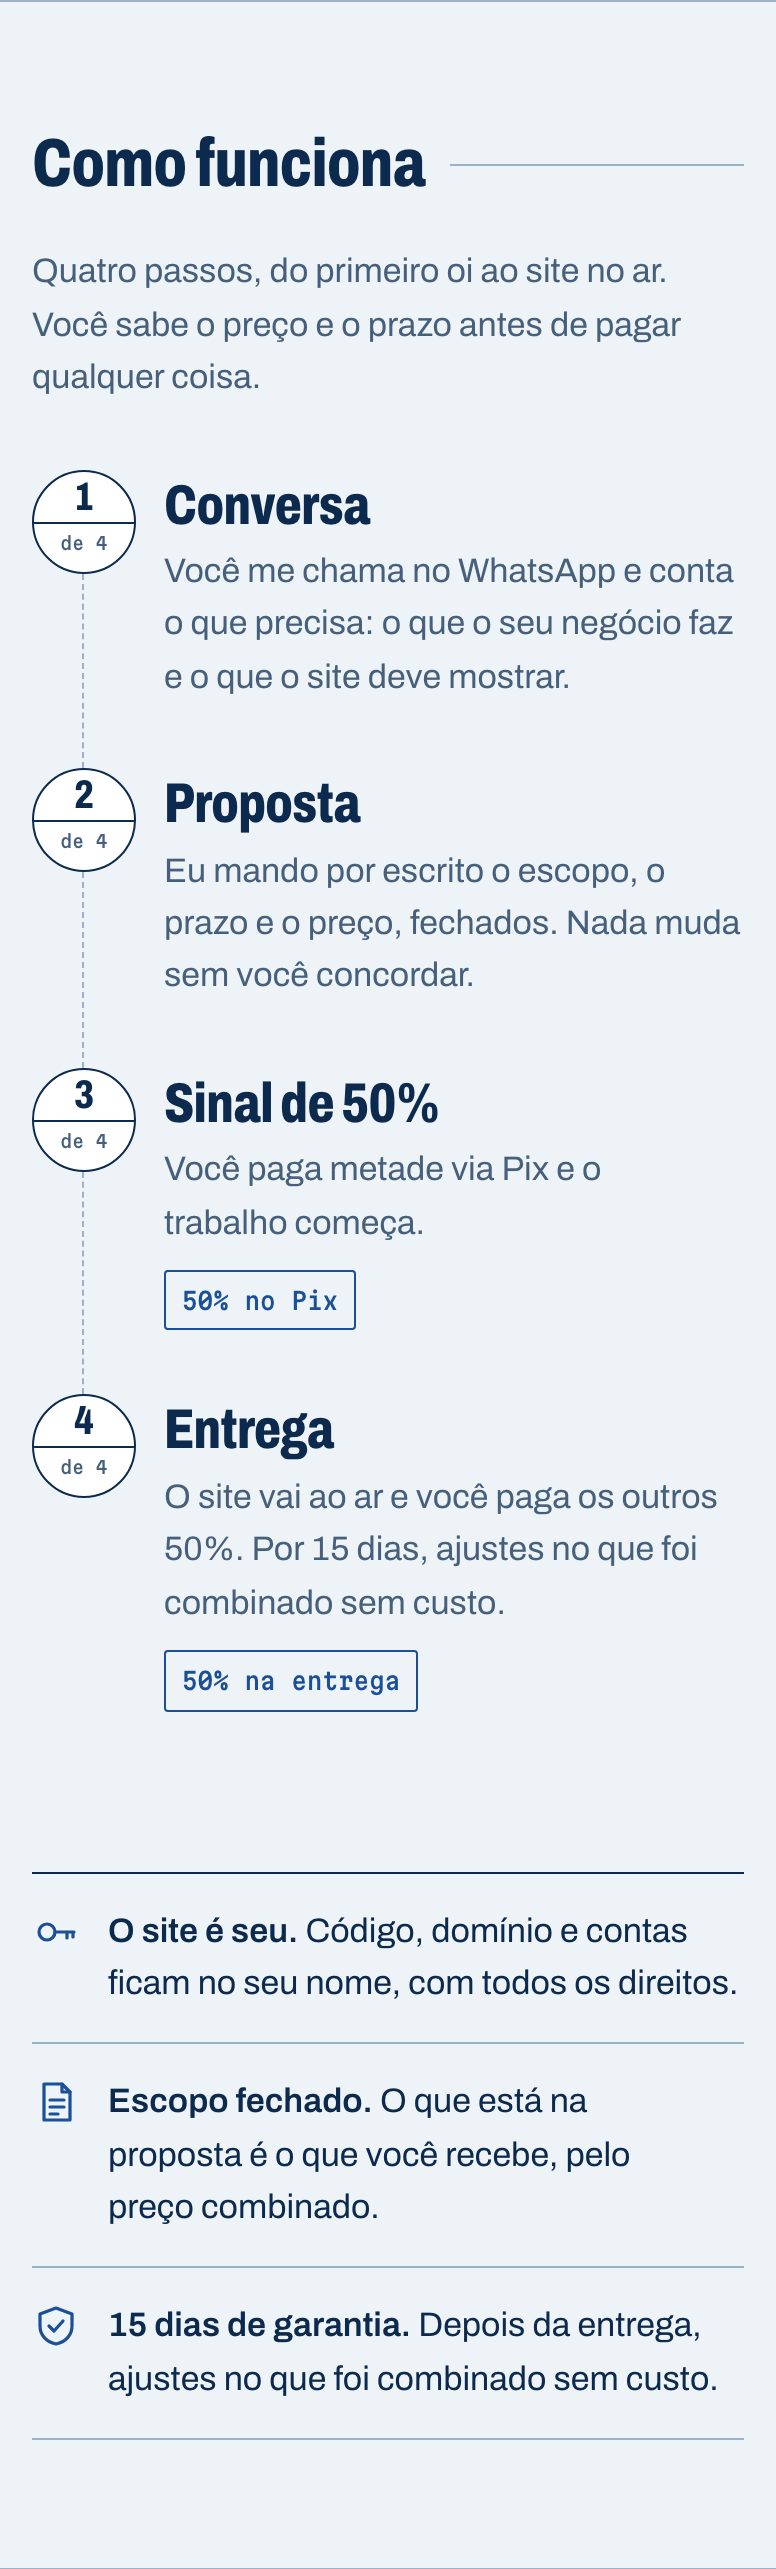 Como funciona
Quatro passos, do primeiro oi ao site no ar.
Você sabe o preço e o prazo antes de pagar
qualquer coisa.
1
de 4
Conversa
Você me chama no WhatsApp e conta
o que precisa: o que o seu negócio faz
e o que o site deve mostrar.
2
de 4
Proposta
Eu mando por escrito o escopo, o
prazo e o preço, fechados. Nada muda
sem você concordar.
3
de 4
Sinal de 50%
Você paga metade via Pix e o
trabalho começa.
50% no Pix
4
de 4
Entrega
O site vai ao ar e você paga os outros
50%. Por 15 dias, ajustes no que foi
combinado sem custo.
50% na entrega
O site é seu. Código, domínio e contas
ficam no seu nome, com todos os direitos.
Escopo fechado. O que está na
proposta é o que você recebe, pelo
preço combinado.
15 dias de garantia. Depois da entrega,
ajustes no que foi combinado sem custo.